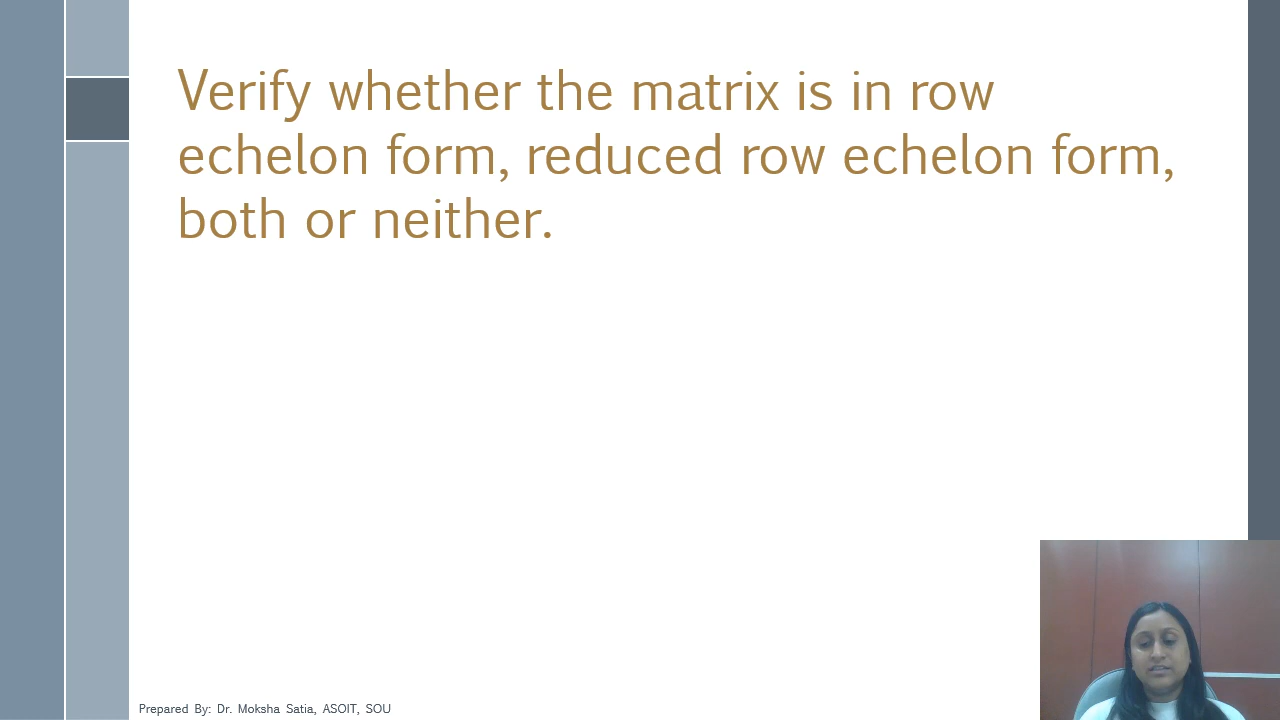 Verify whether the matrix is in row
echelon form, reduced row echelon form,
both or neither.
Prepared By: Dr. Moksha Satia, ASOIT, SOU